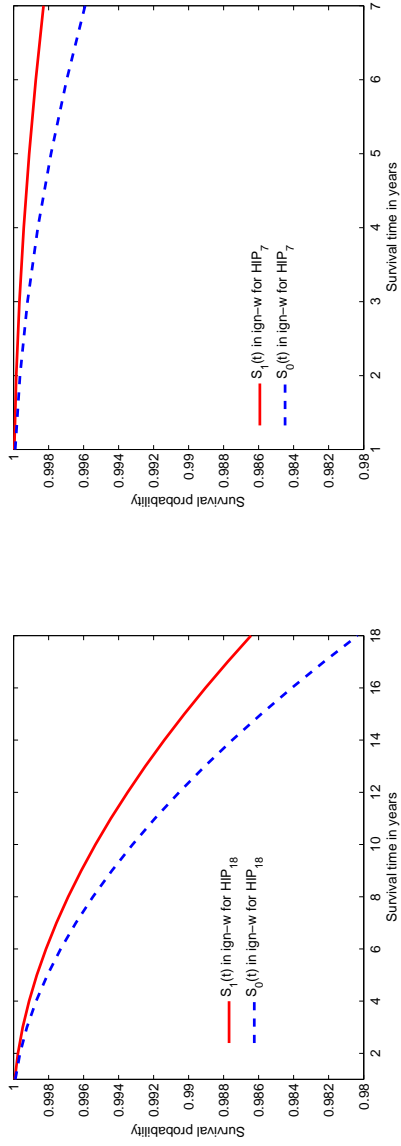 1
0.998
0.996
0.994
0.992
0.99
0.988
0.986
0.984
0.982
0.98
Survival probability
2 4 6 8 10 12 14 16 18
Survival time in years
S1(t) in ign−w for HIP18
S0(t) in ign−w for HIP18
1
0.998
0.996
0.994
0.992
0.99
0.988
0.986
0.984
0.982
0.98
Survival probability
1 2 3 4 5 6 7
Survival time in years
S1(t) in ign−w for HIP7
S0(t) in ign−w for HIP7